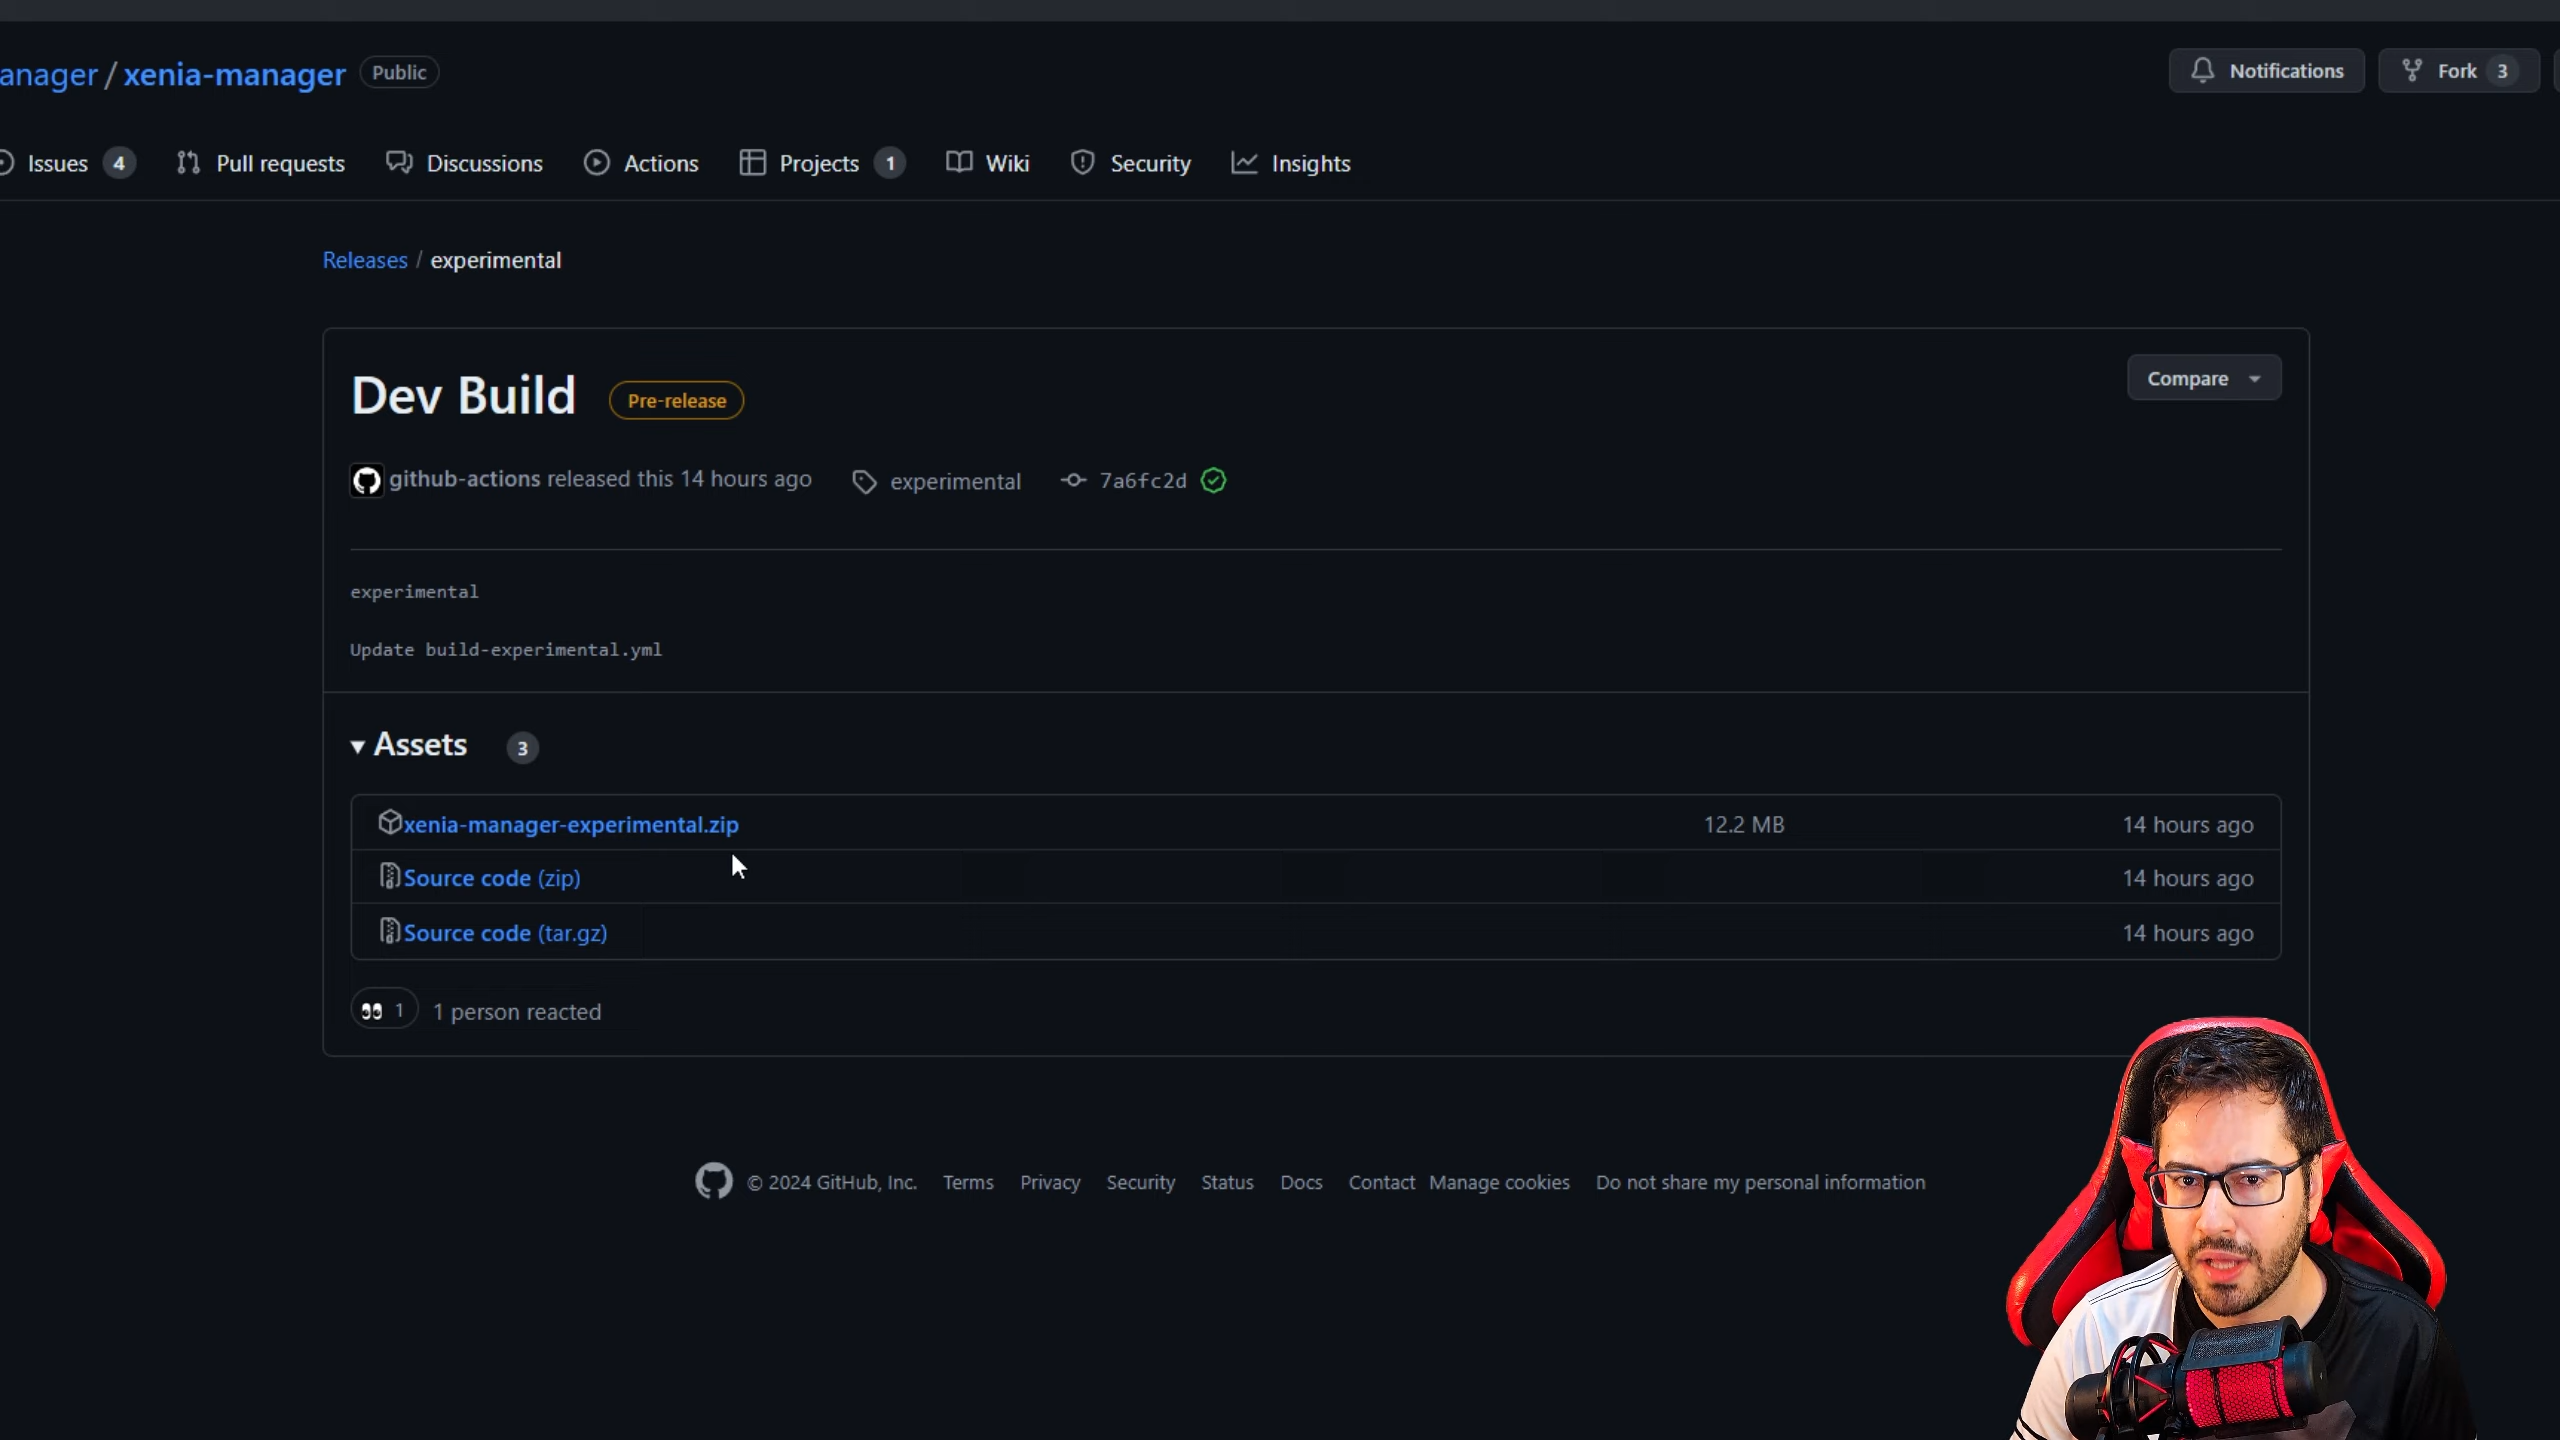 anager / xenia-manager Public
Notifications Fork 3
Issues 4 Pull requests Discussions Actions Projects 1 Wiki Security Insights
Releases / experimental
Dev Build Pre-release Compare
github-actions released this 14 hours ago experimental 7a6fc2d
experimental
Update build-experimental.yml
Assets 3
xenia-manager-experimental.zip 12.2 MB 14 hours ago
Source code (zip) 14 hours ago
Source code (tar.gz) 14 hours ago
1 1 person reacted
© 2024 GitHub, Inc. Terms Privacy Security Status Docs Contact Manage cookies Do not share my personal information